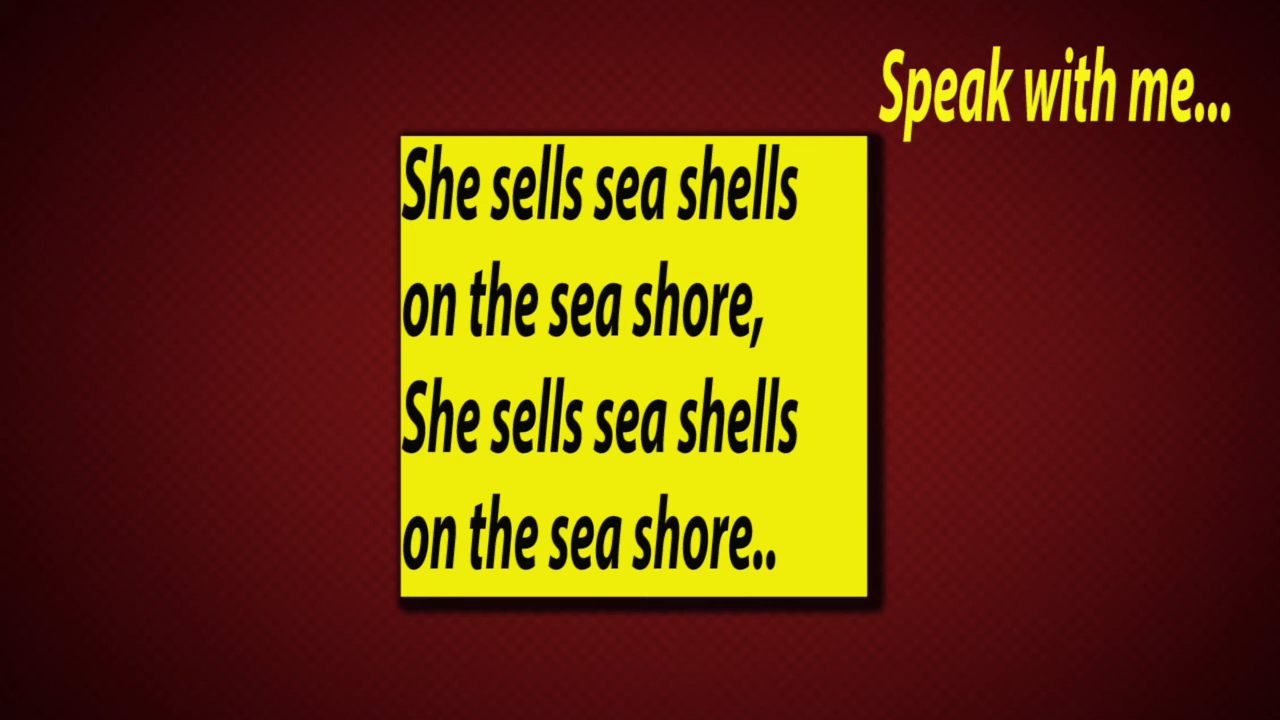 Speak with me...
She sells sea shells
on the sea shore,
She sells sea shells
on the sea shore..